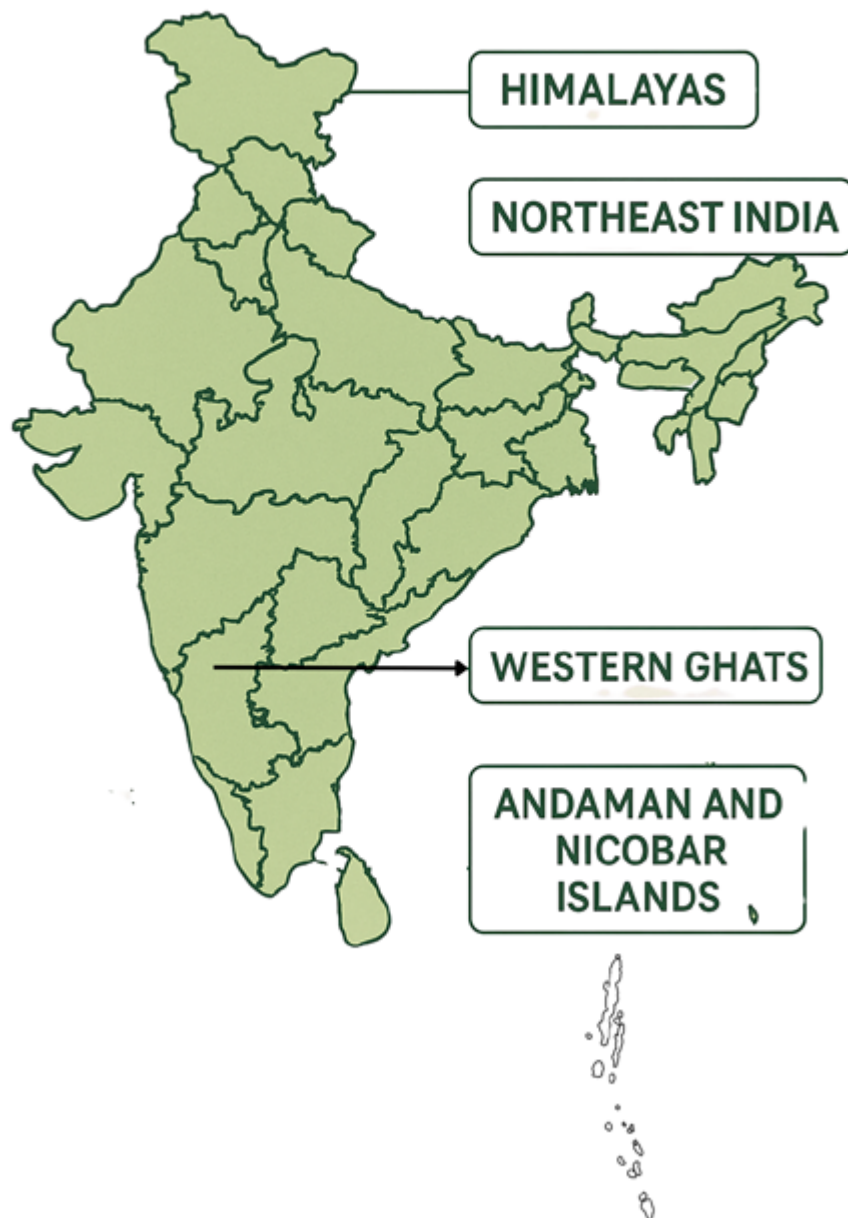 HIMALAYAS
NORTHEAST INDIA
WESTERN GHATS
ANDAMAN AND
NICOBAR
ISLANDS